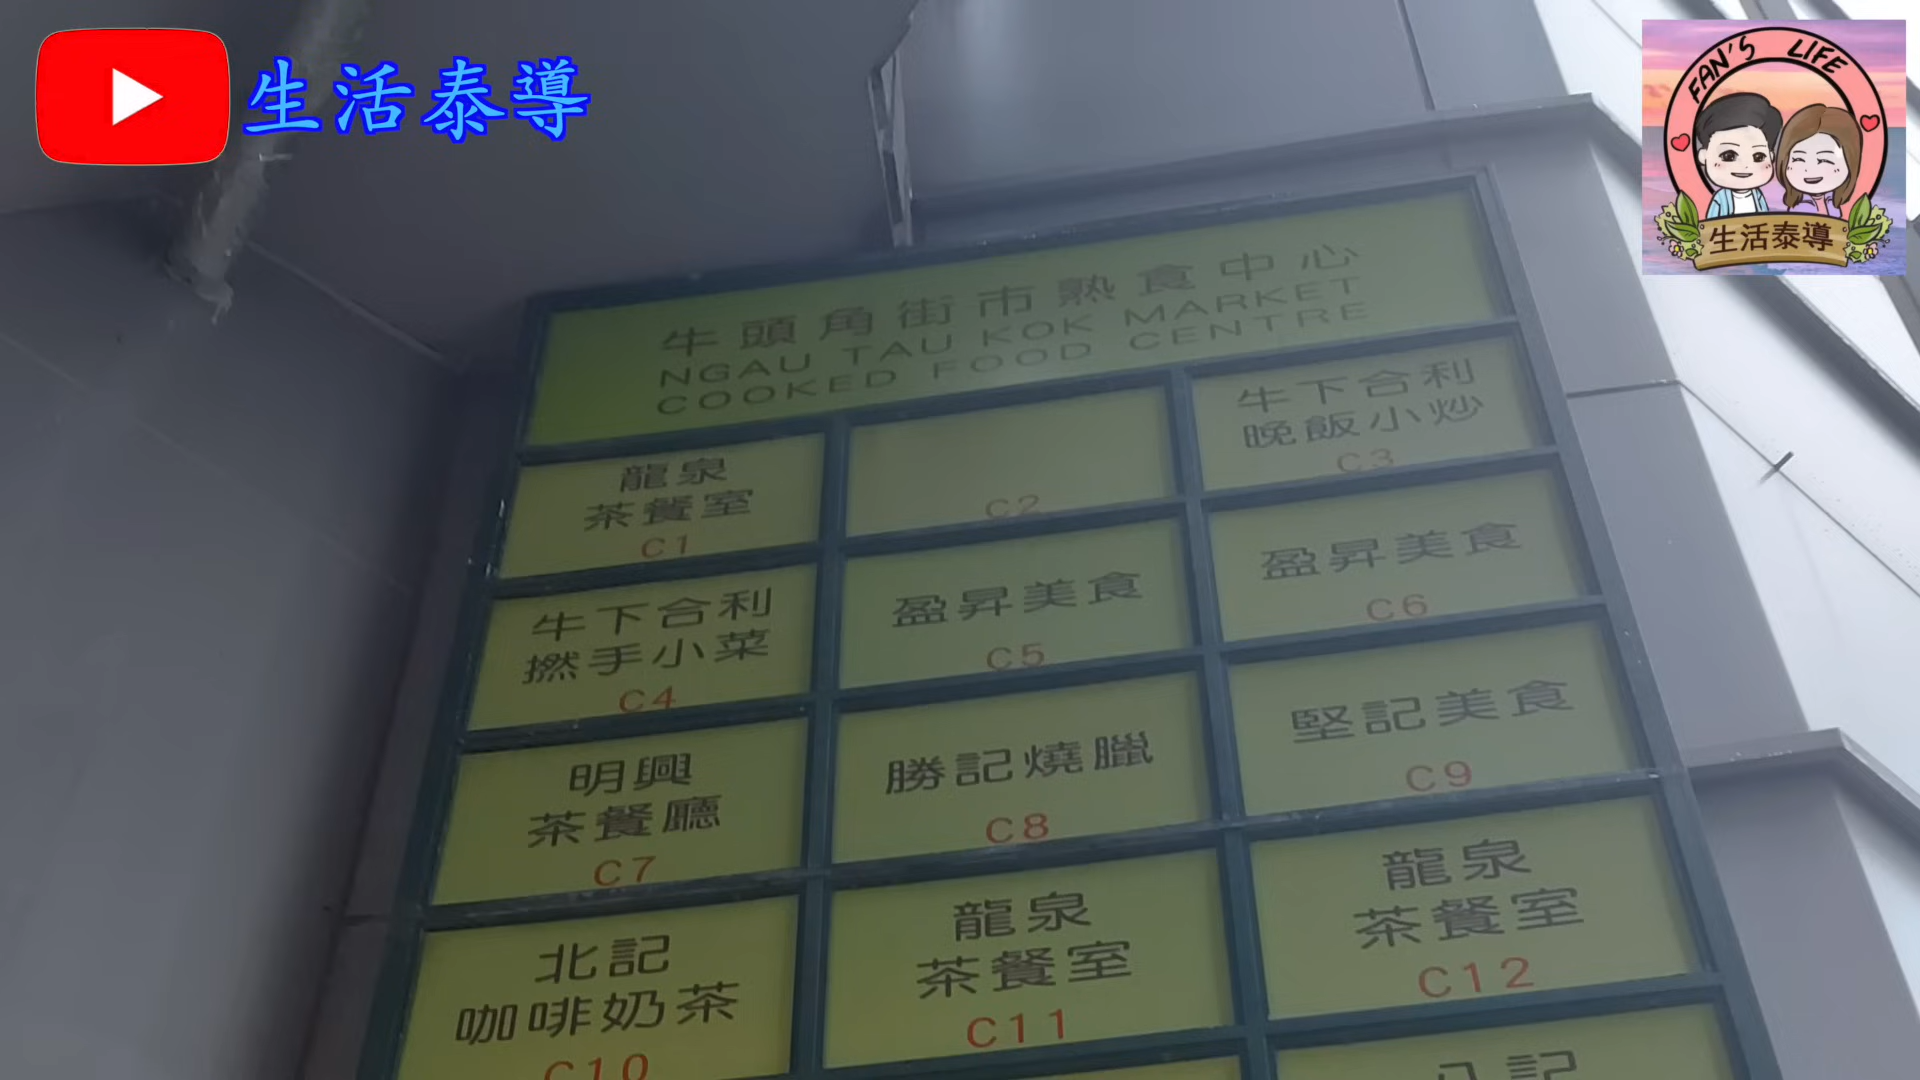 生活泰導
FAN'S LIFE
生活泰導
牛頭角街市熟食中心
NGAU TAU KOK MARKET
COOKED FOOD CENTRE
龍泉
茶餐室
C1
C2
牛下合利
晚飯小炒
C3
牛下合利
撚手小菜
C4
盈昇美食
C5
盈昇美食
C6
明興
茶餐廳
C7
勝記燒臘
C8
堅記美食
C9
北記
咖啡奶茶
C10
龍泉
茶餐室
C11
龍泉
茶餐室
C12